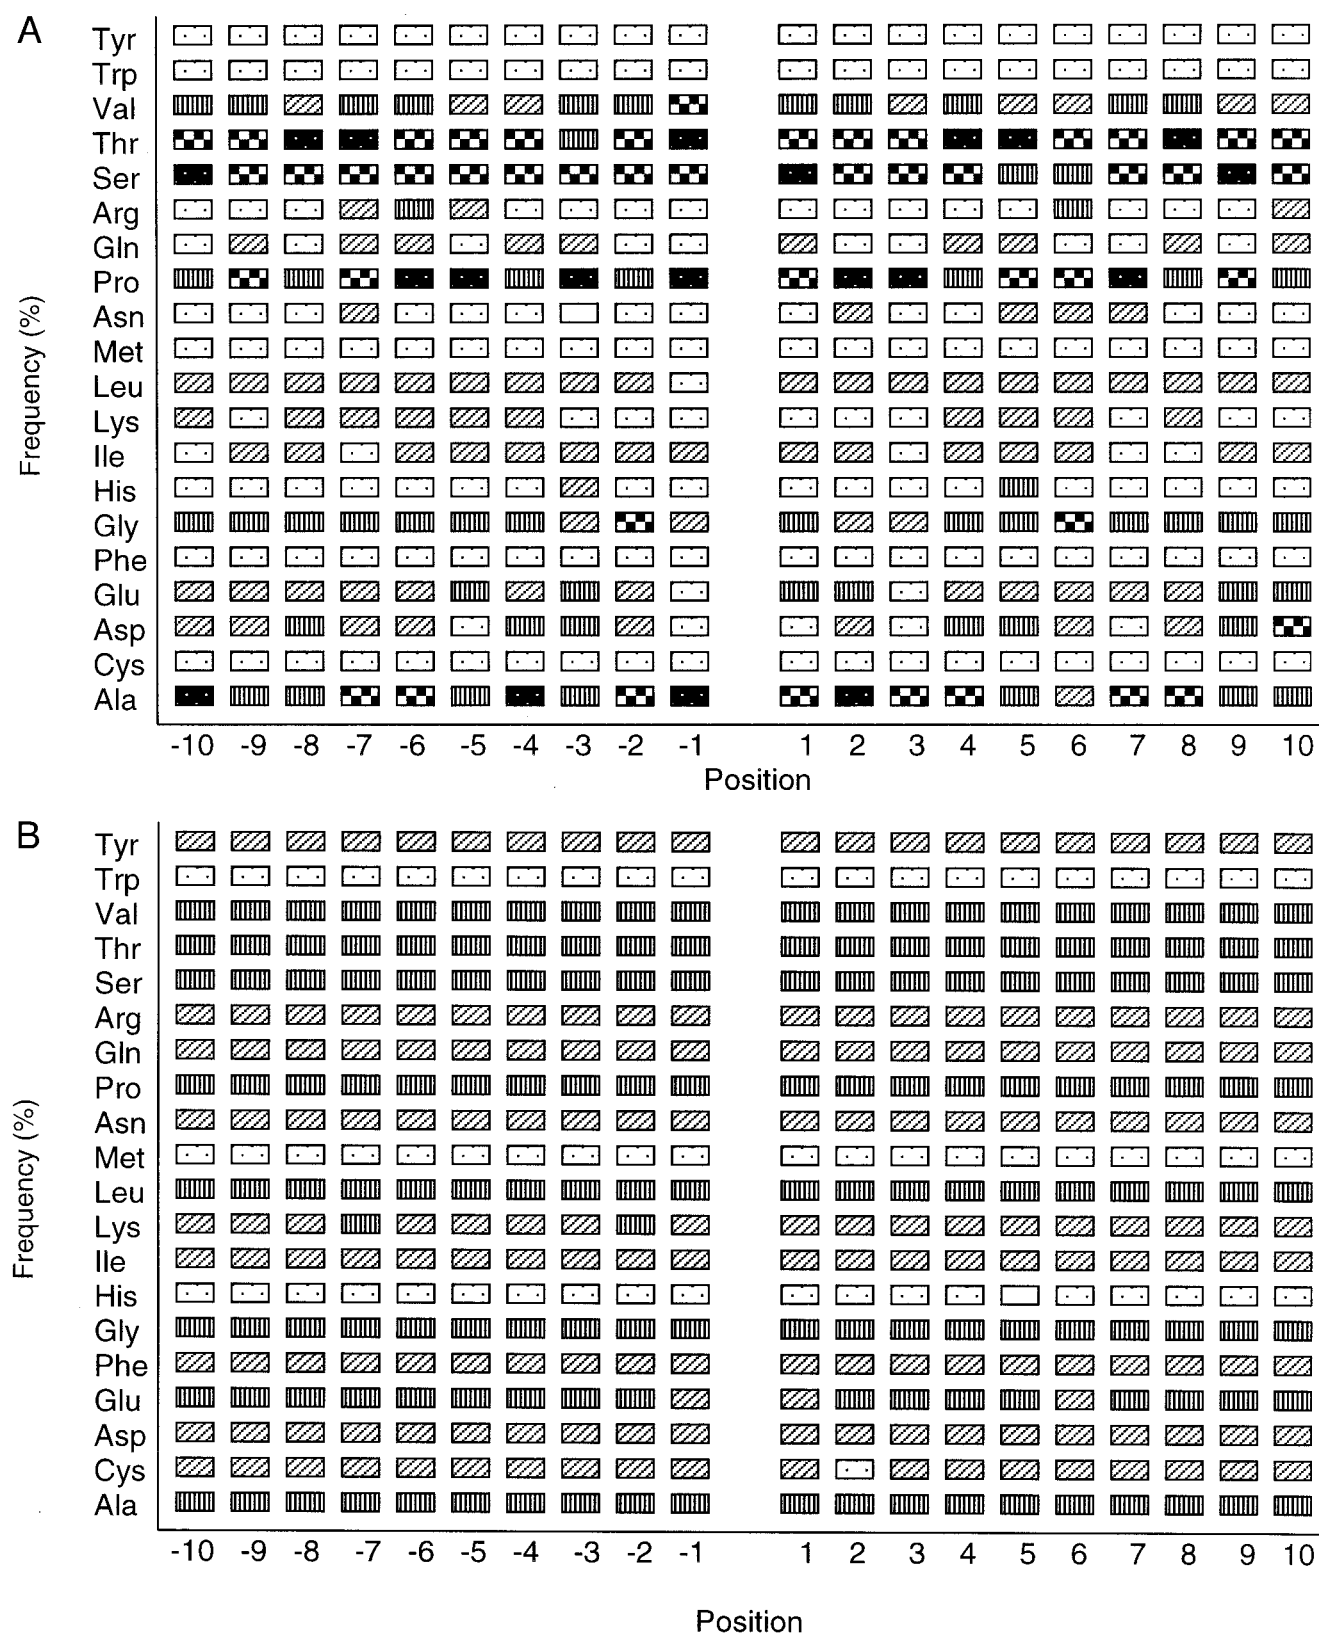 A
Tyr
Trp
Val
Thr
Ser
Arg
Gln
Pro
Asn
Met
Leu
Lys
Ile
His
Gly
Phe
Glu
Asp
Cys
Ala
Frequency (%)
-10 -9 -8 -7 -6 -5 -4 -3 -2 -1 1 2 3 4 5 6 7 8 9 10
Position
B
Tyr
Trp
Val
Thr
Ser
Arg
Gln
Pro
Asn
Met
Leu
Lys
Ile
His
Gly
Phe
Glu
Asp
Cys
Ala
Frequency (%)
-10 -9 -8 -7 -6 -5 -4 -3 -2 -1 1 2 3 4 5 6 7 8 9 10
Position